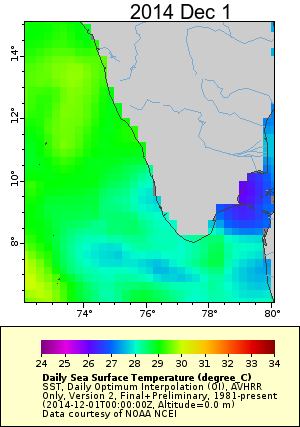 2014 Dec 1
14°
12°
10°
8°
74° 76° 78° 80°
24 25 26 27 28 29 30 31 32 33 34
Daily Sea Surface Temperature (degree_C)
SST, Daily Optimum Interpolation (OI), AVHRR
Only, Version 2, Final+Preliminary, 1981-present
(2014-12-01T00:00:00Z, Altitude=0.0 m)
Data courtesy of NOAA NCEI